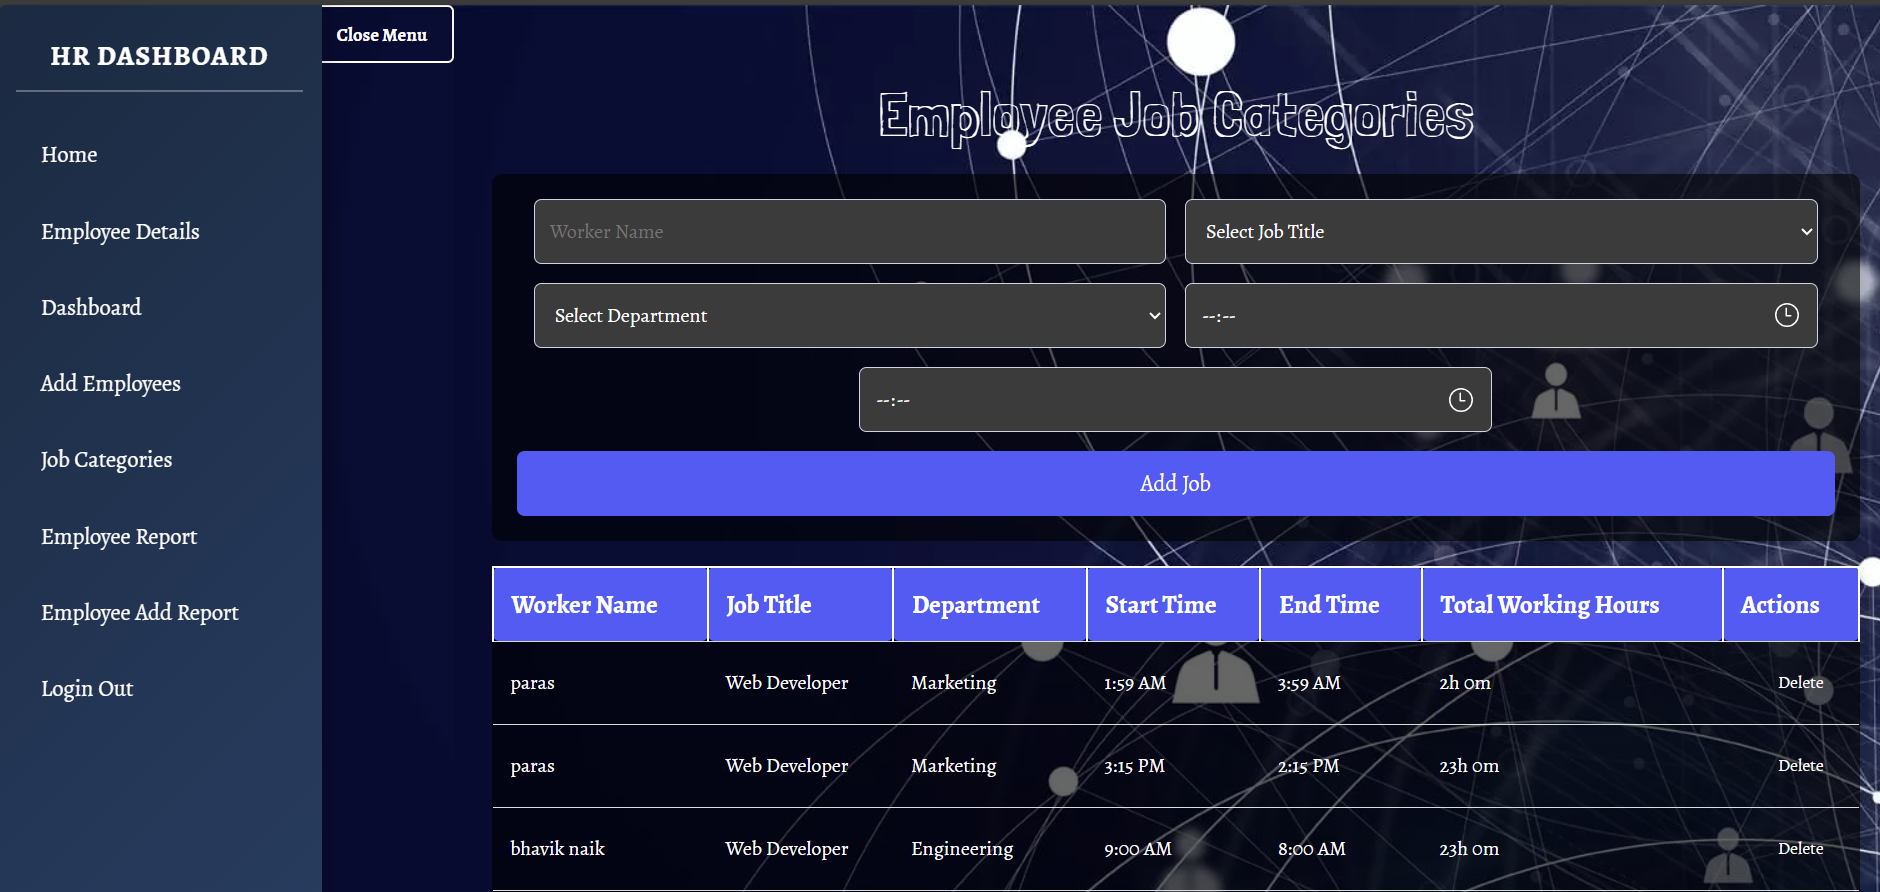 HR DASHBOARD
Close Menu
Home
Employee Details
Dashboard
Add Employees
Job Categories
Employee Report
Employee Add Report
Login Out
Employee Job Categories
Worker Name
Select Job Title
Select Department
--:--
--:--
Add Job
Worker Name Job Title Department Start Time End Time Total Working Hours Actions
paras Web Developer Marketing 1:59 AM 3:59 AM 2h 0m Delete
paras Web Developer Marketing 3:15 PM 2:15 PM 23h 0m Delete
bhavik naik Web Developer Engineering 9:00 AM 8:00 AM 23h 0m Delete